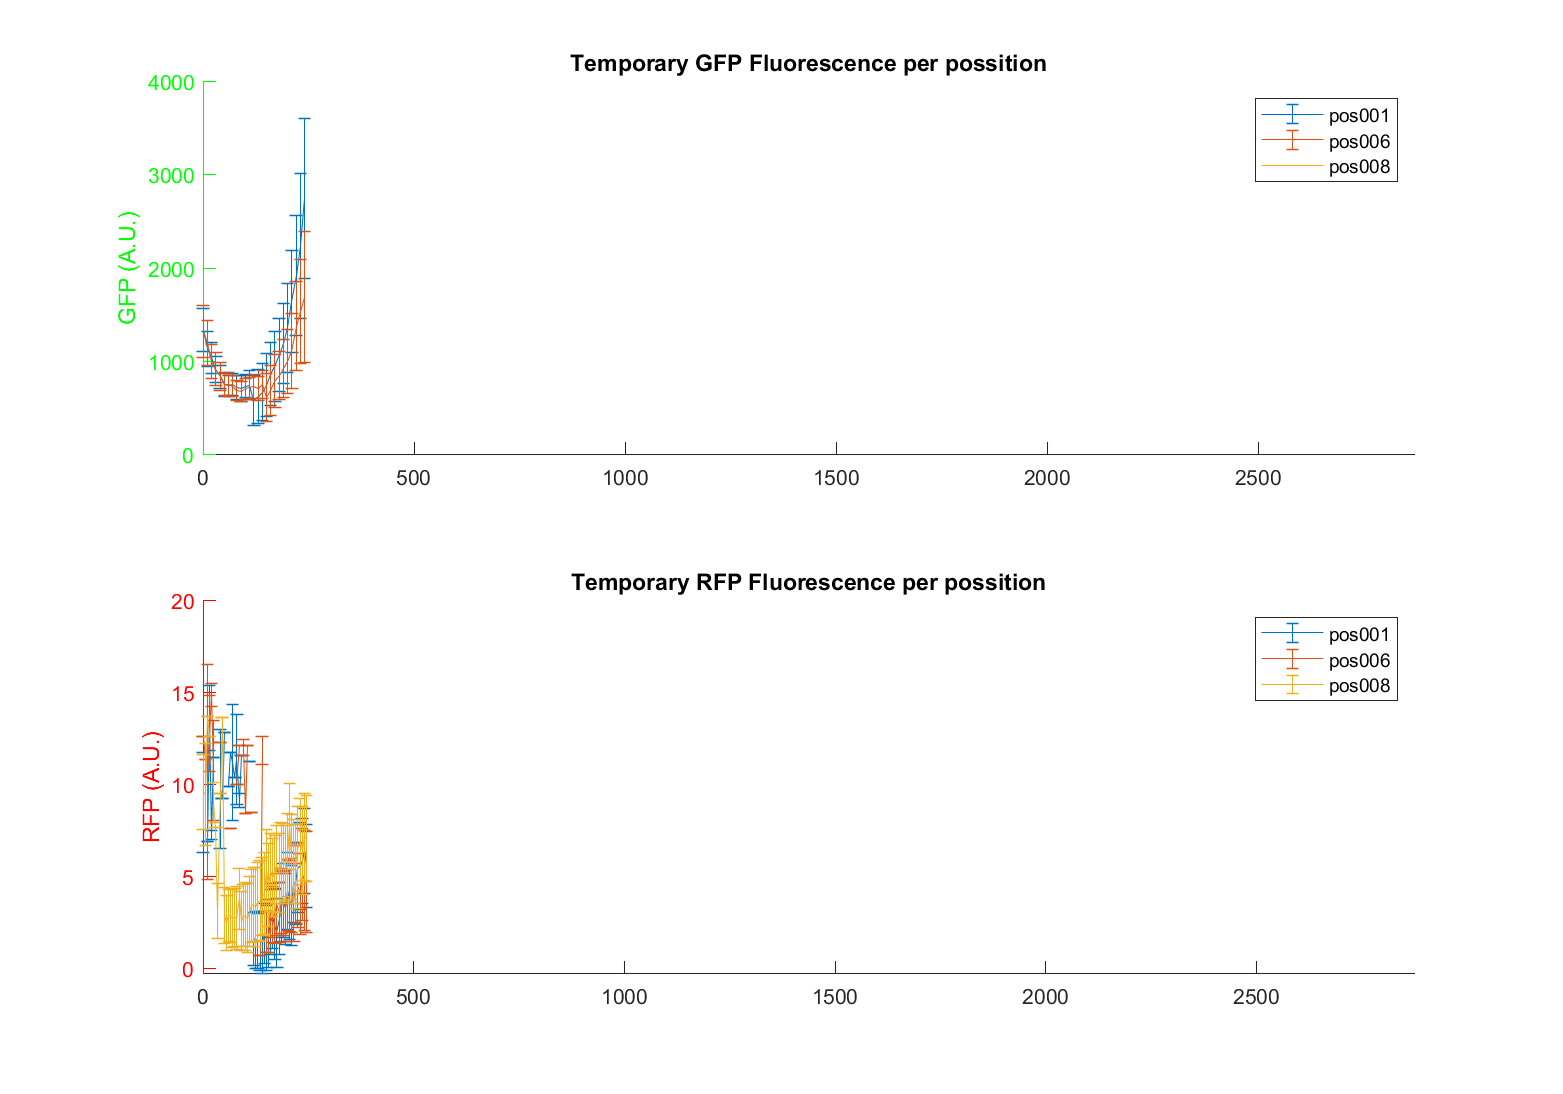 Temporary GFP Fluorescence per possition
4000
3000
2000
1000
0
GFP (A.U.)
pos001
pos006
pos008
0 500 1000 1500 2000 2500
Temporary RFP Fluorescence per possition
20
15
10
5
0
RFP (A.U.)
pos001
pos006
pos008
0 500 1000 1500 2000 2500